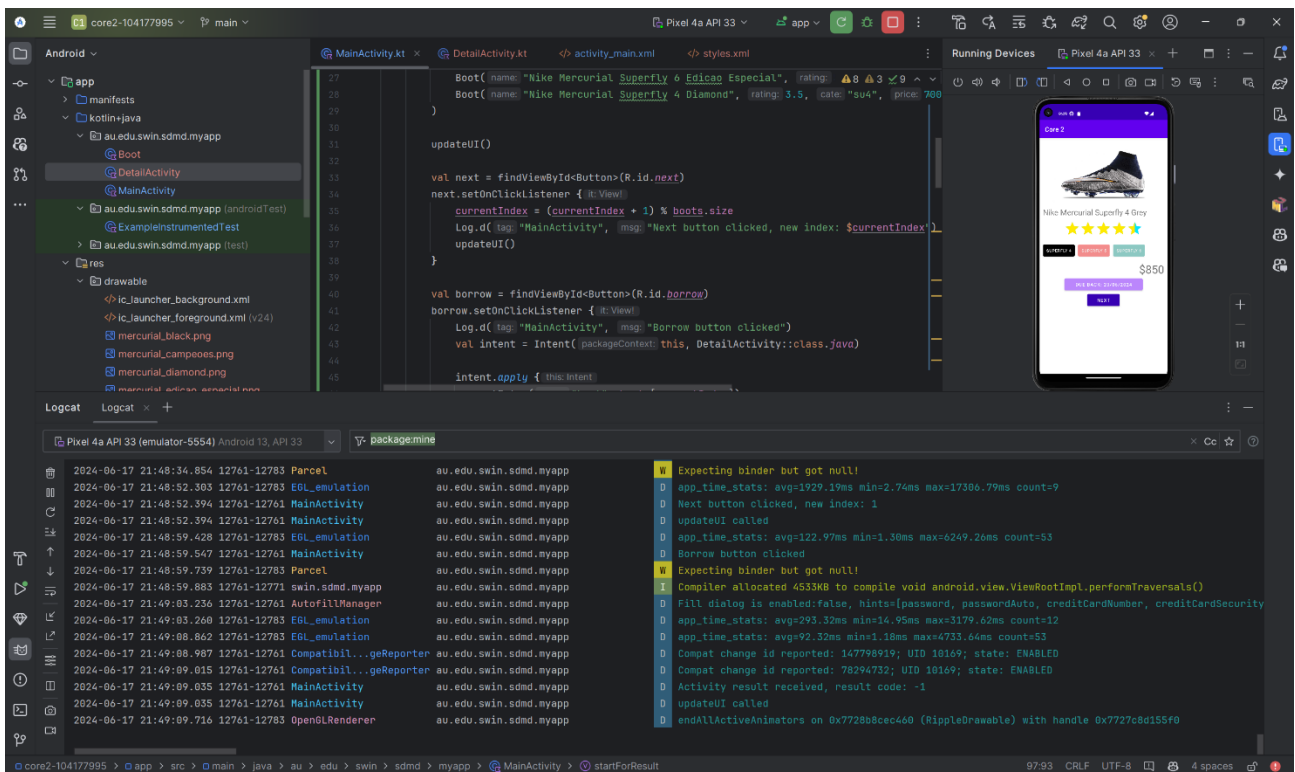 C1 core2-104177995 main Pixel 4a API 33 app
Android
MainActivity.kt DetailActivity.kt activity_main.xml styles.xml
Running Devices Pixel 4a API 33
app
manifests
kotlin+java
au.edu.swin.sdmd.myapp
Boot
DetailActivity
MainActivity
au.edu.swin.sdmd.myapp (androidTest)
ExampleInstrumentedTest
au.edu.swin.sdmd.myapp (test)
res
drawable
ic_launcher_background.xml
ic_launcher_foreground.xml (v24)
mercurial_black.png
mercurial_campeoes.png
mercurial_diamond.png
mercurial_edicao_especial.png
27 Boot( name: "Nike Mercurial Superfly 6 Edicao Especial", rating: 8 3 9
28 Boot( name: "Nike Mercurial Superfly 4 Diamond", rating: 3.5, cate: "su4", price: 700
29 )
30
31 updateUI()
32
33 val next = findViewById<Button>(R.id.next)
34 next.setOnClickListener { it: View!
35 currentIndex = (currentIndex + 1) % boots.size
36 Log.d( tag: "MainActivity", msg: "Next button clicked, new index: $currentIndex")
37 updateUI()
38 }
39
40 val borrow = findViewById<Button>(R.id.borrow)
41 borrow.setOnClickListener { it: View!
42 Log.d( tag: "MainActivity", msg: "Borrow button clicked")
43 val intent = Intent( packageContext: this, DetailActivity::class.java)
44
45 intent.apply { this: Intent
Core 2
Nike Mercurial Superfly 4 Grey
SUPERFLY 4
$850
DUE BACK: 23/06/2024
NEXT
1:1
Logcat Logcat
Pixel 4a API 33 (emulator-5554) Android 13, API 33 package:mine Cc
2024-06-17 21:48:34.854 12761-12783 Parcel au.edu.swin.sdmd.myapp W Expecting binder but got null!
2024-06-17 21:48:52.303 12761-12783 EGL_emulation au.edu.swin.sdmd.myapp D app_time_stats: avg=1929.19ms min=2.74ms max=17306.79ms count=9
2024-06-17 21:48:52.394 12761-12761 MainActivity au.edu.swin.sdmd.myapp D Next button clicked, new index: 1
2024-06-17 21:48:52.394 12761-12761 MainActivity au.edu.swin.sdmd.myapp D updateUI called
2024-06-17 21:48:59.428 12761-12783 EGL_emulation au.edu.swin.sdmd.myapp D app_time_stats: avg=122.97ms min=1.30ms max=6249.26ms count=53
2024-06-17 21:48:59.547 12761-12761 MainActivity au.edu.swin.sdmd.myapp D Borrow button clicked
2024-06-17 21:48:59.739 12761-12783 Parcel au.edu.swin.sdmd.myapp W Expecting binder but got null!
2024-06-17 21:48:59.883 12761-12771 swin.sdmd.myapp au.edu.swin.sdmd.myapp I Compiler allocated 4533KB to compile void android.view.ViewRootImpl.performTraversals()
2024-06-17 21:49:03.236 12761-12761 AutofillManager au.edu.swin.sdmd.myapp D Fill dialog is enabled:false, hints=[password, passwordAuto, creditCardNumber, creditCardSecurity
2024-06-17 21:49:03.260 12761-12783 EGL_emulation au.edu.swin.sdmd.myapp D app_time_stats: avg=293.32ms min=14.95ms max=3179.62ms count=12
2024-06-17 21:49:08.862 12761-12783 EGL_emulation au.edu.swin.sdmd.myapp D app_time_stats: avg=92.32ms min=1.18ms max=4733.64ms count=53
2024-06-17 21:49:08.987 12761-12761 Compatibil...geReporter au.edu.swin.sdmd.myapp D Compat change id reported: 147798919; UID 10169; state: ENABLED
2024-06-17 21:49:09.015 12761-12761 Compatibil...geReporter au.edu.swin.sdmd.myapp D Compat change id reported: 78294732; UID 10169; state: ENABLED
2024-06-17 21:49:09.035 12761-12761 MainActivity au.edu.swin.sdmd.myapp D Activity result received, result code: -1
2024-06-17 21:49:09.035 12761-12761 MainActivity au.edu.swin.sdmd.myapp D updateUI called
2024-06-17 21:49:09.716 12761-12783 OpenGLRenderer au.edu.swin.sdmd.myapp D endAllActiveAnimators on 0x7728b8cec460 (RippleDrawable) with handle 0x7727c8d155f0
core2-104177995 > app > src > main > java > au > edu > swin > sdmd > myapp > MainActivity > startForResult 97:93 CRLF UTF-8 4 spaces